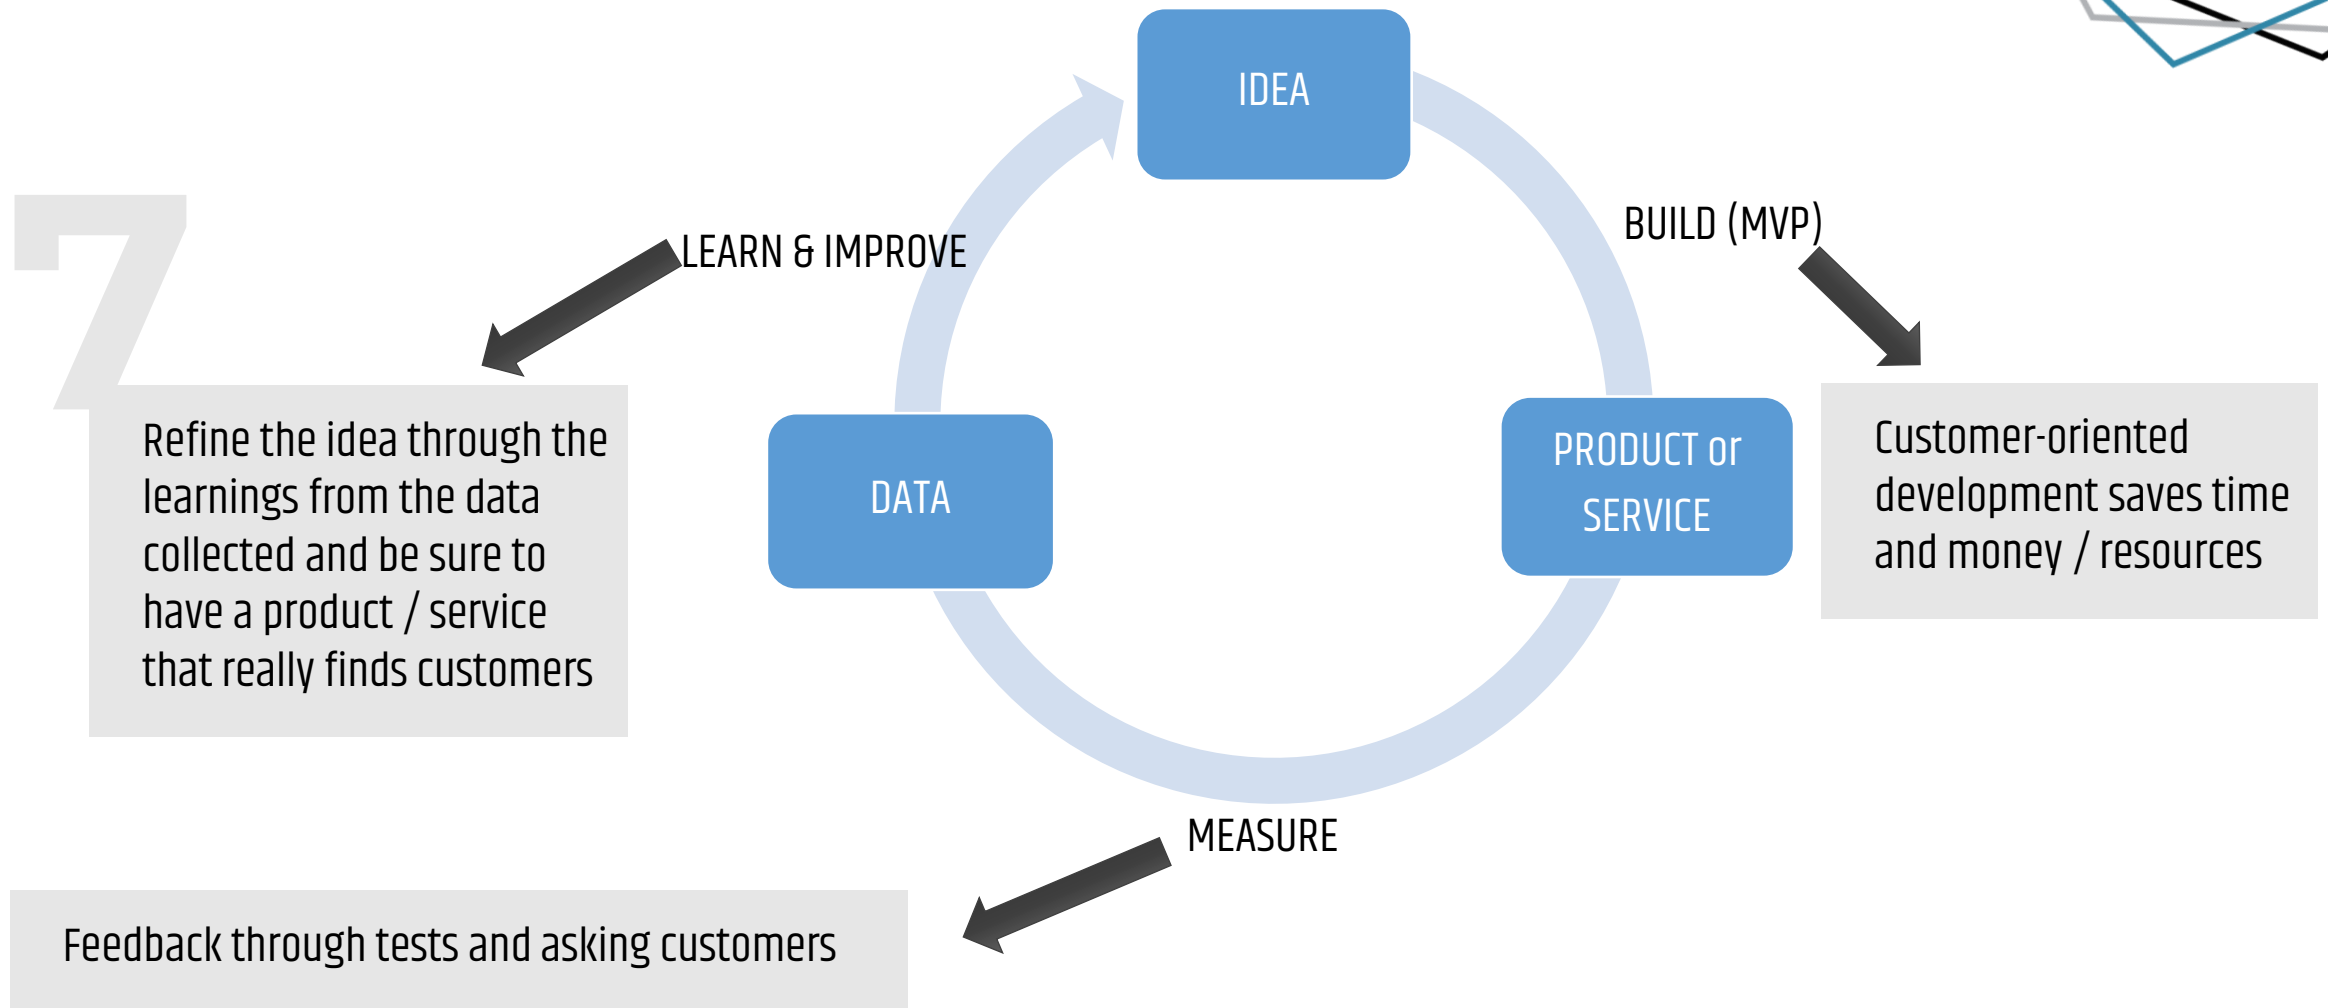 IDEA
BUILD (MVP)
LEARN & IMPROVE
7
Refine the idea through the
learnings from the data
collected and be sure to
have a product / service
that really finds customers
DATA
PRODUCT or
SERVICE
Customer-oriented
development saves time
and money / resources
MEASURE
Feedback through tests and asking customers